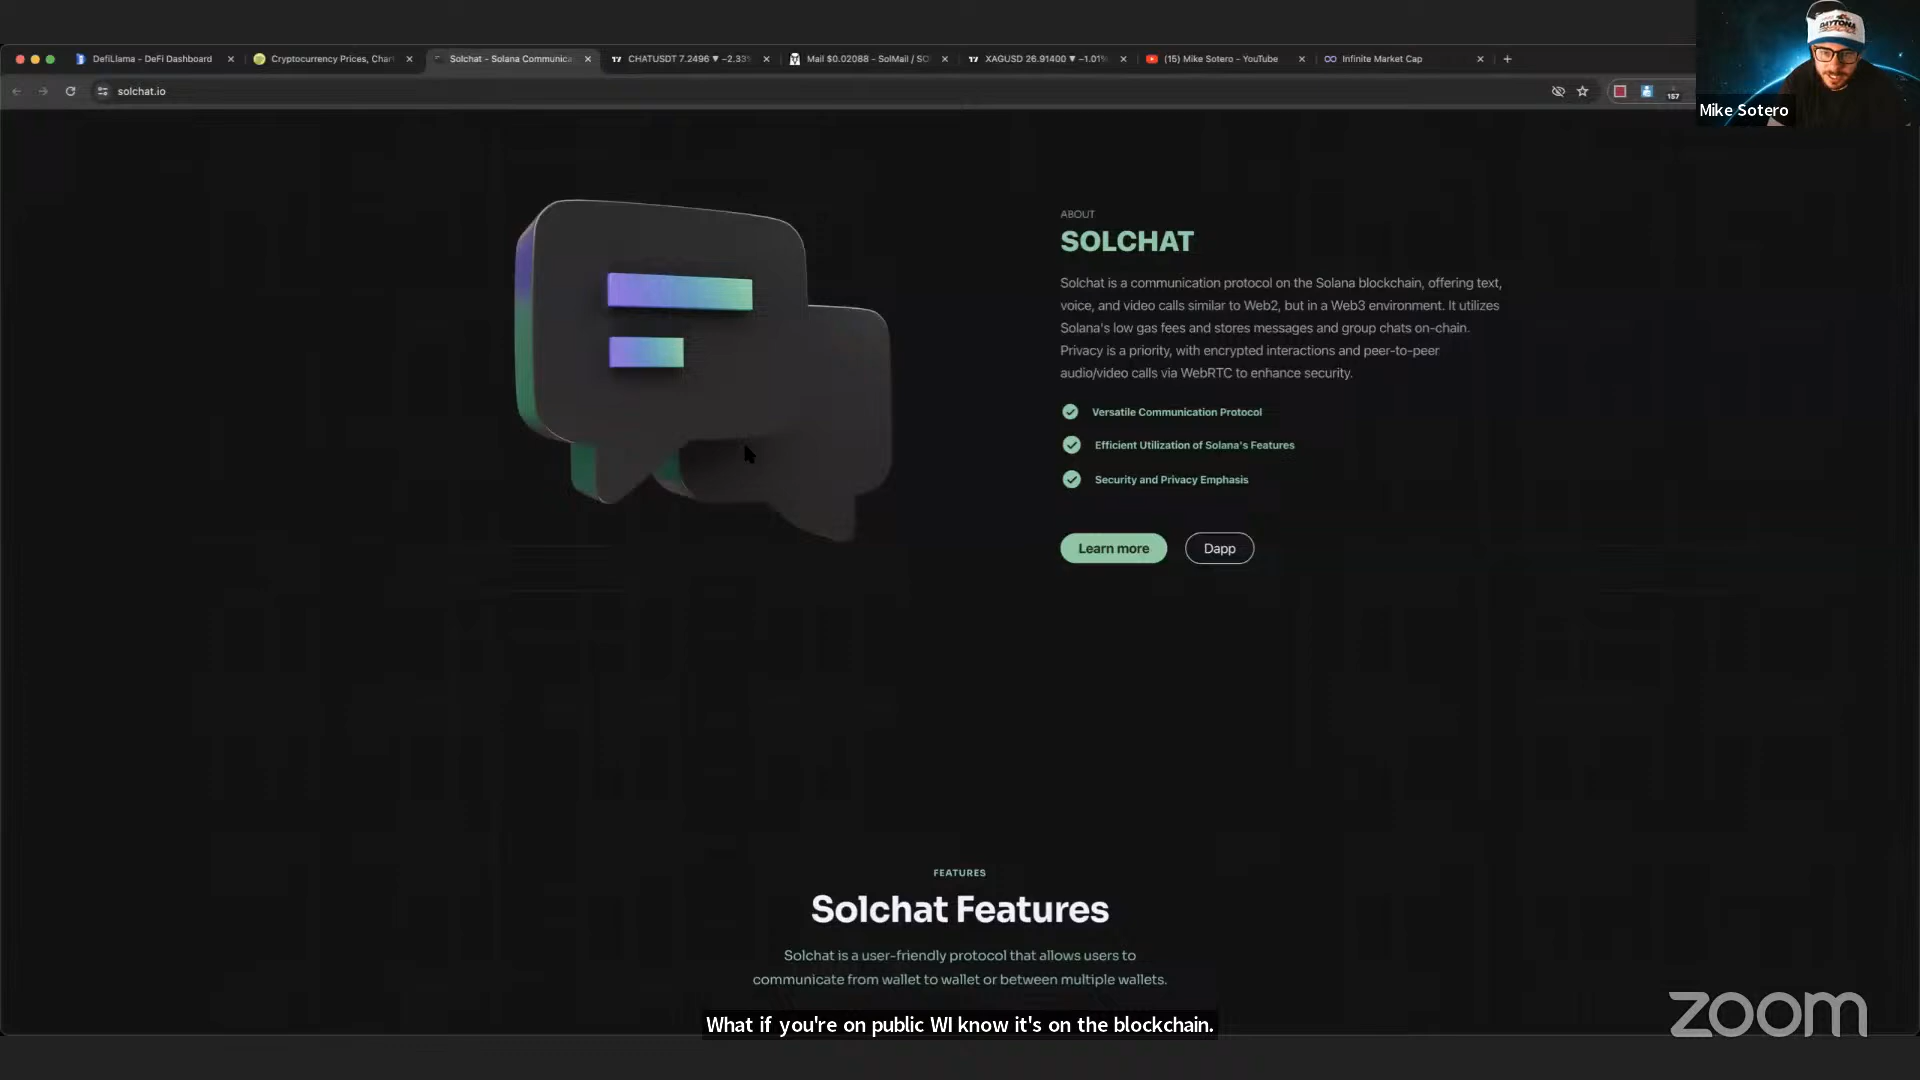 DefiLlama - DeFi Dashboard
Cryptocurrency Prices, Char
Solchat - Solana Communica
CHATUSDT 7.2496 ▼ −2.33%
Mail $0.02088 - SolMail / SO
XAGUSD 26.91400 ▼ −1.01%
(15) Mike Sotero - YouTube
Infinite Market Cap
solchat.io
157
DAYTONA
Mike Sotero
ABOUT
SOLCHAT
Solchat is a communication protocol on the Solana blockchain, offering text,
voice, and video calls similar to Web2, but in a Web3 environment. It utilizes
Solana's low gas fees and stores messages and group chats on-chain.
Privacy is a priority, with encrypted interactions and peer-to-peer
audio/video calls via WebRTC to enhance security.
Versatile Communication Protocol
Efficient Utilization of Solana's Features
Security and Privacy Emphasis
Learn more
Dapp
FEATURES
Solchat Features
Solchat is a user-friendly protocol that allows users to
communicate from wallet to wallet or between multiple wallets.
What if you're on public WI know it's on the blockchain.
zoom